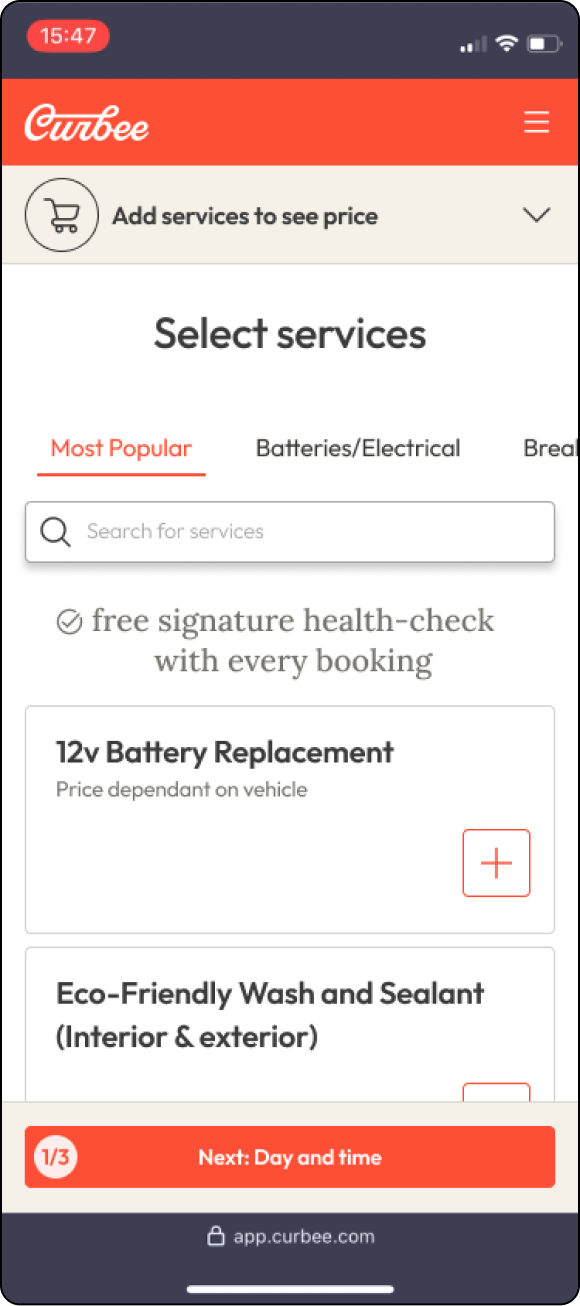 15:47
Curbee
Add services to see price
Select services
Most Popular Batteries/Electrical Breal
Search for services
free signature health-check
with every booking
12v Battery Replacement
Price dependant on vehicle
Eco-Friendly Wash and Sealant
(Interior & exterior)
1/3 Next: Day and time
app.curbee.com